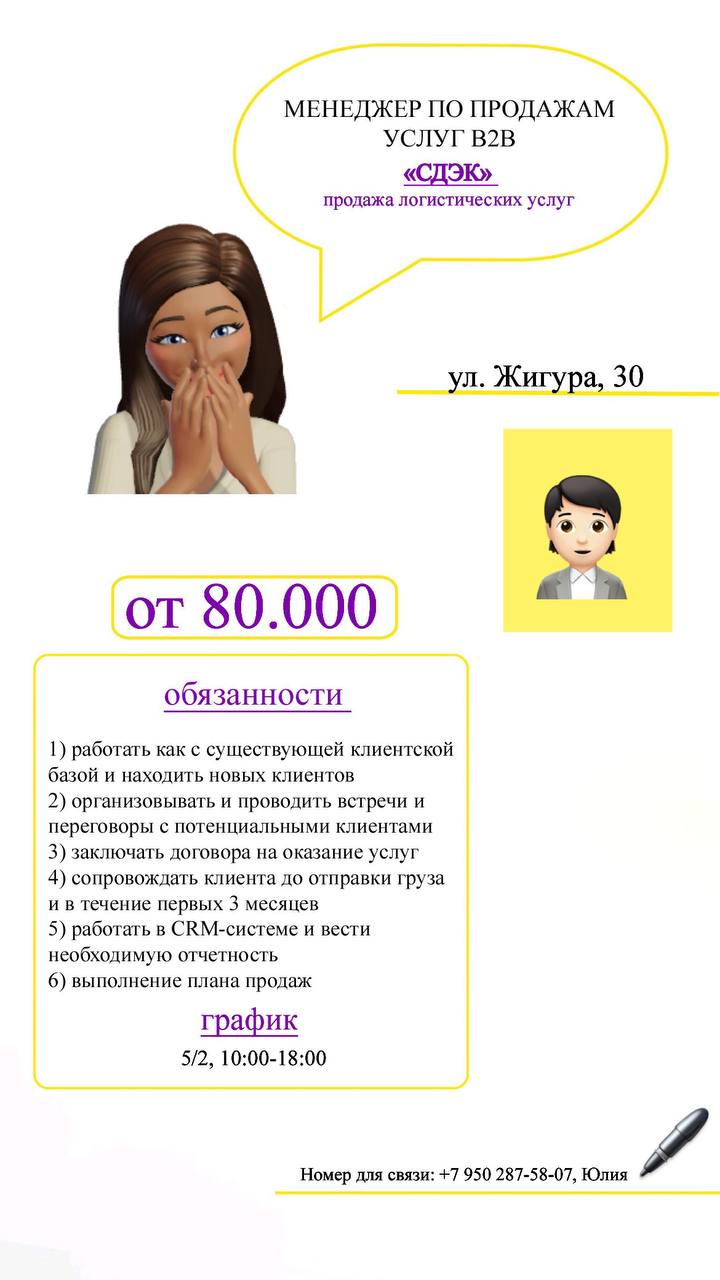 МЕНЕДЖЕР ПО ПРОДАЖАМ
УСЛУГ B2B
«СДЭК»
продажа логистических услуг
ул. Жигура, 30
от 80.000
обязанности
1) работать как с существующей клиентской
базой и находить новых клиентов
2) организовывать и проводить встречи и
переговоры с потенциальными клиентами
3) заключать договора на оказание услуг
4) сопровождать клиента до отправки груза
и в течение первых 3 месяцев
5) работать в CRM-системе и вести
необходимую отчетность
6) выполнение плана продаж
график
5/2, 10:00-18:00
Номер для связи: +7 950 287-58-07, Юлия